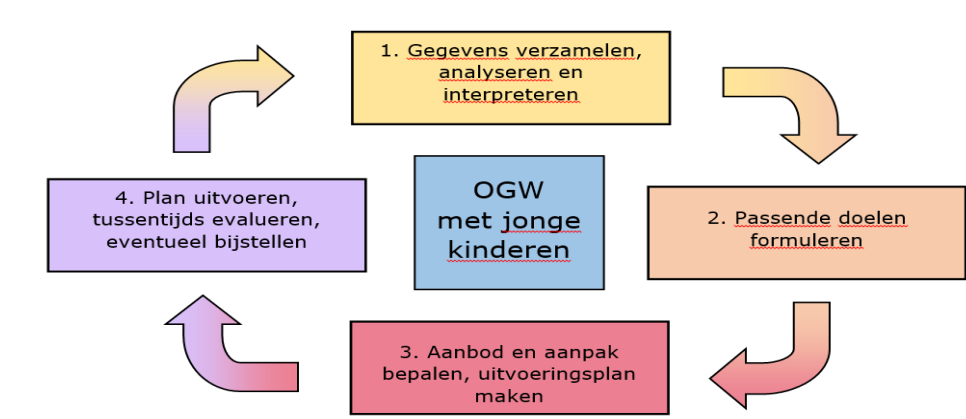 1. Gegevens verzamelen,
analyseren en
interpreteren
2. Passende doelen
formuleren
3. Aanbod en aanpak
bepalen, uitvoeringsplan
maken
4. Plan uitvoeren,
tussentijds evalueren,
eventueel bijstellen
OGW
met jonge
kinderen